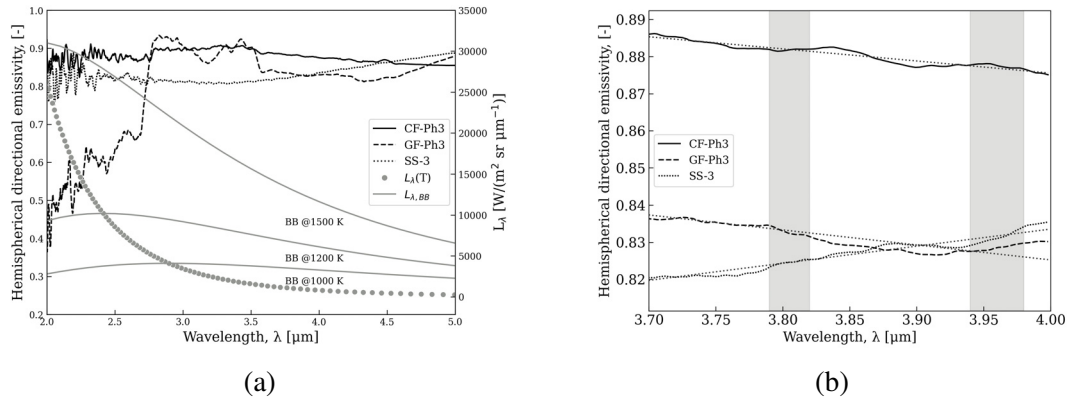 1.0
0.9
0.8
0.7
0.6
0.5
0.4
0.3
0.2
Hemispherical directional emissivity, [-]
35000
30000
25000
20000
15000
10000
5000
0
Lλ [W/(m² sr μm⁻¹)]
CF-Ph3
GF-Ph3
SS-3
Lλ(T)
Lλ,BB
BB @1500 K
BB @1200 K
BB @1000 K
2.0 2.5 3.0 3.5 4.0 4.5 5.0
Wavelength, λ [μm]
(a)
0.89
0.88
0.87
0.86
0.85
0.84
0.83
0.82
Hemispherical directional emissivity, [-]
CF-Ph3
GF-Ph3
SS-3
3.70 3.75 3.80 3.85 3.90 3.95 4.00
Wavelength, λ [μm]
(b)